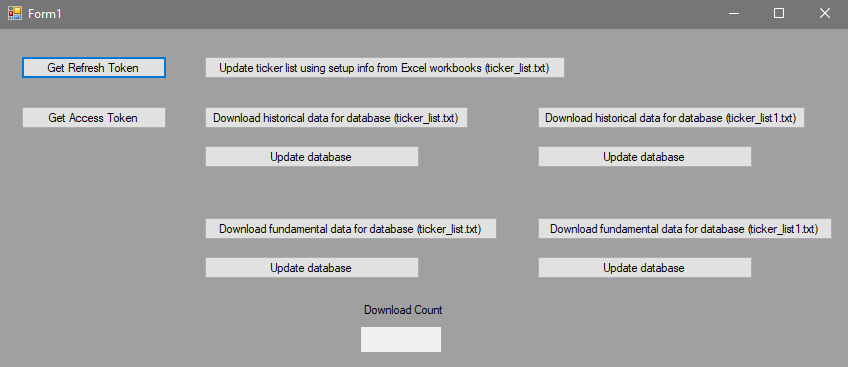 Form1
Get Refresh Token
Update ticker list using setup info from Excel workbooks (ticker_list.txt)
Get Access Token
Download historical data for database (ticker_list.txt)
Download historical data for database (ticker_list1.txt)
Update database
Update database
Download fundamental data for database (ticker_list.txt)
Download fundamental data for database (ticker_list1.txt)
Update database
Update database
Download Count